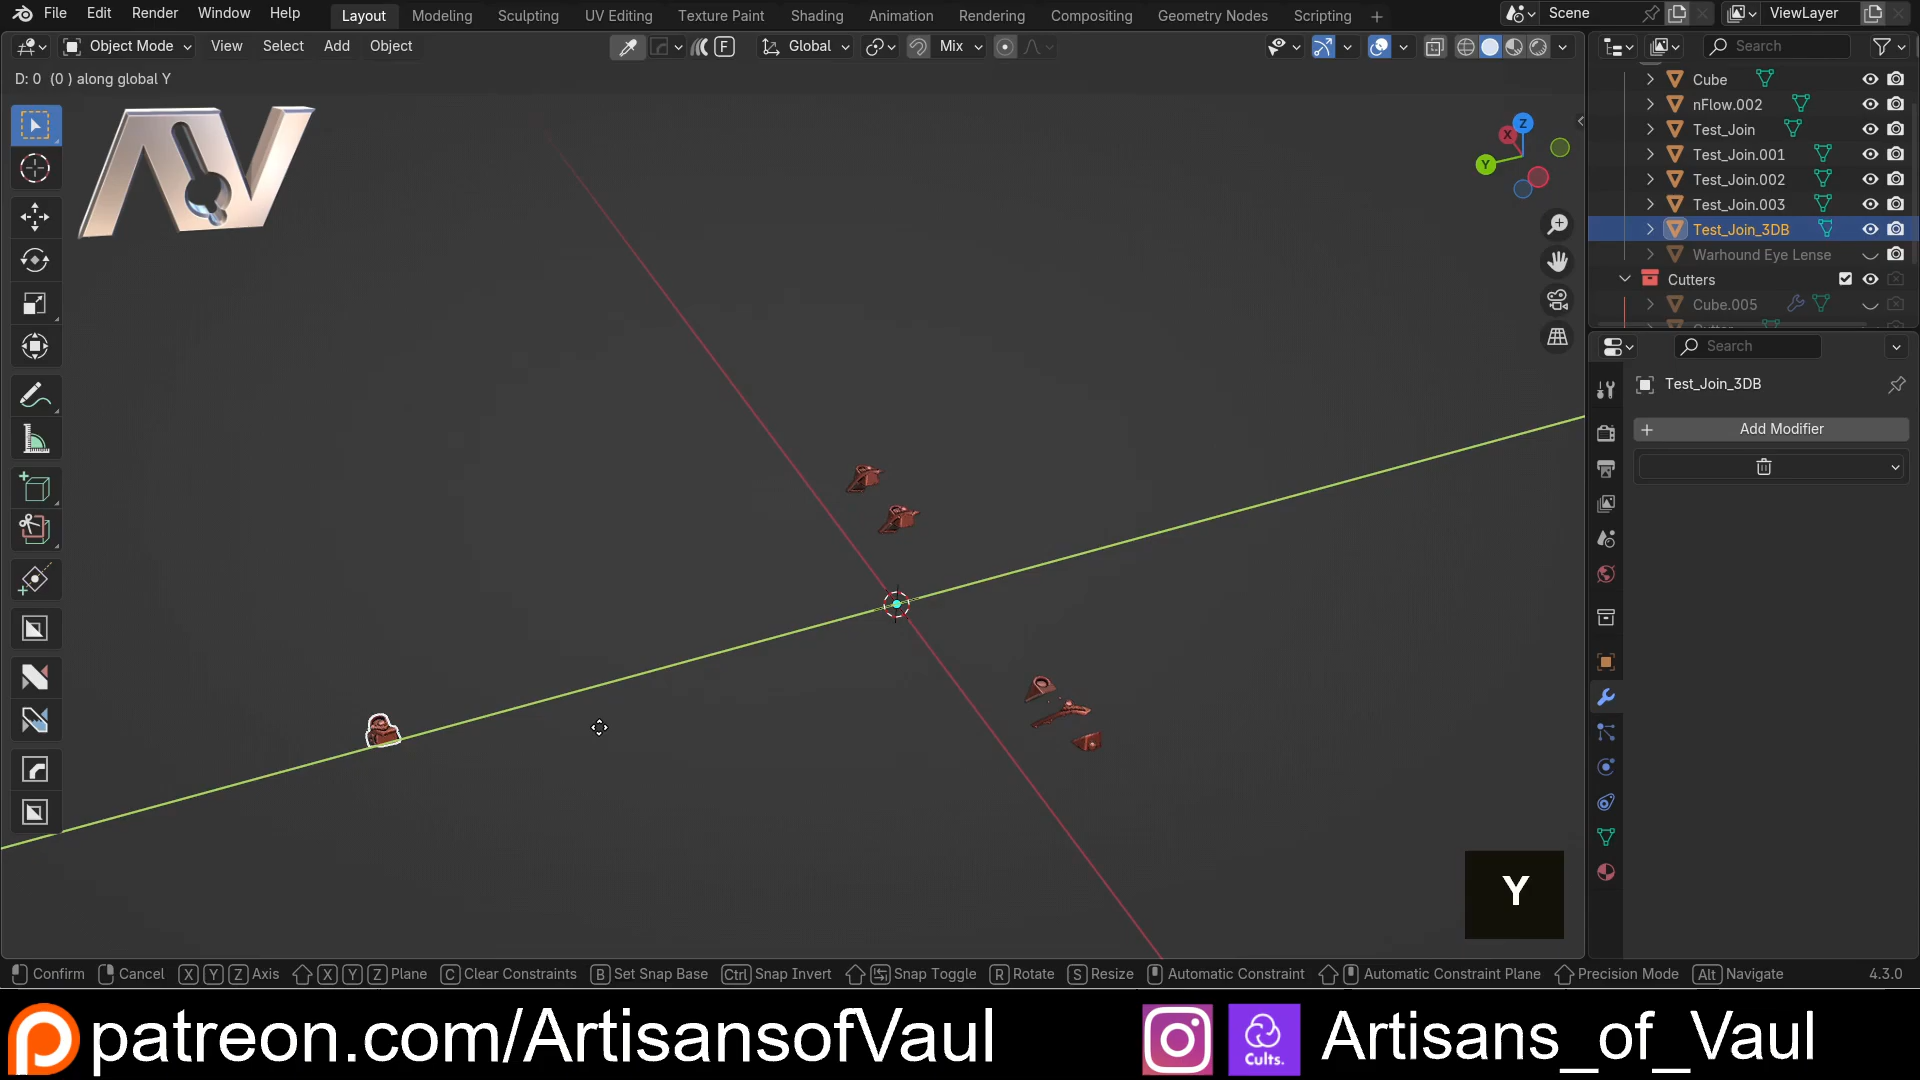 File Edit Render Window Help Layout Modeling Sculpting UV Editing Texture Paint Shading Animation Rendering Compositing Geometry Nodes Scripting + Scene ViewLayer
Object Mode View Select Add Object F Global Mix Search
D: 0 (0 ) along global Y
AV
Z
X
Y
Cube
nFlow.002
Test_Join
Test_Join.001
Test_Join.002
Test_Join.003
Test_Join_3DB
Warhound Eye Lense
Cutters
Cube.005
Search
Test_Join_3DB
+ Add Modifier
Y
Confirm Cancel X Y Z Axis X Y Z Plane C Clear Constraints B Set Snap Base Ctrl Snap Invert Snap Toggle R Rotate S Resize Automatic Constraint Automatic Constraint Plane Precision Mode Alt Navigate 4.3.0
patreon.com/ArtisansofVaul Cults. Artisans_of_Vaul